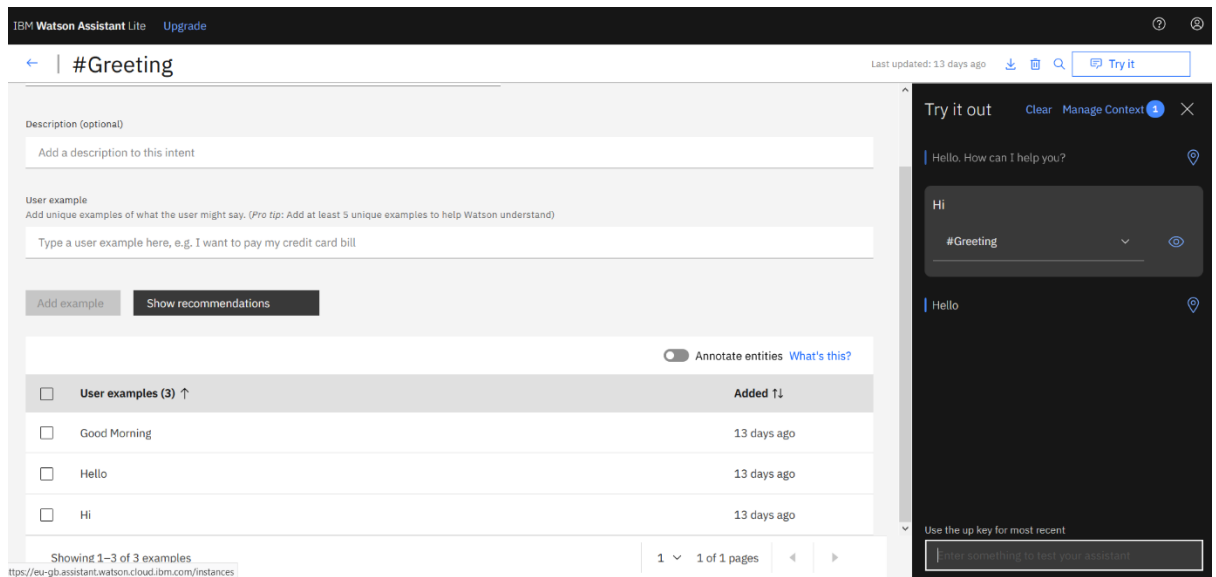 IBM Watson Assistant Lite Upgrade
#Greeting
Last updated: 13 days ago
Try it
Description (optional)
Add a description to this intent
User example
Add unique examples of what the user might say. (Pro tip: Add at least 5 unique examples to help Watson understand)
Type a user example here, e.g. I want to pay my credit card bill
Add example
Show recommendations
Annotate entities What's this?
User examples (3) ↑ Added ↑↓
Good Morning 13 days ago
Hello 13 days ago
Hi 13 days ago
Showing 1–3 of 3 examples 1 1 of 1 pages
ttps://eu-gb.assistant.watson.cloud.ibm.com/instances
Try it out Clear Manage Context 1
Hello. How can I help you?
Hi
#Greeting
Hello
Use the up key for most recent
Enter something to test your assistant